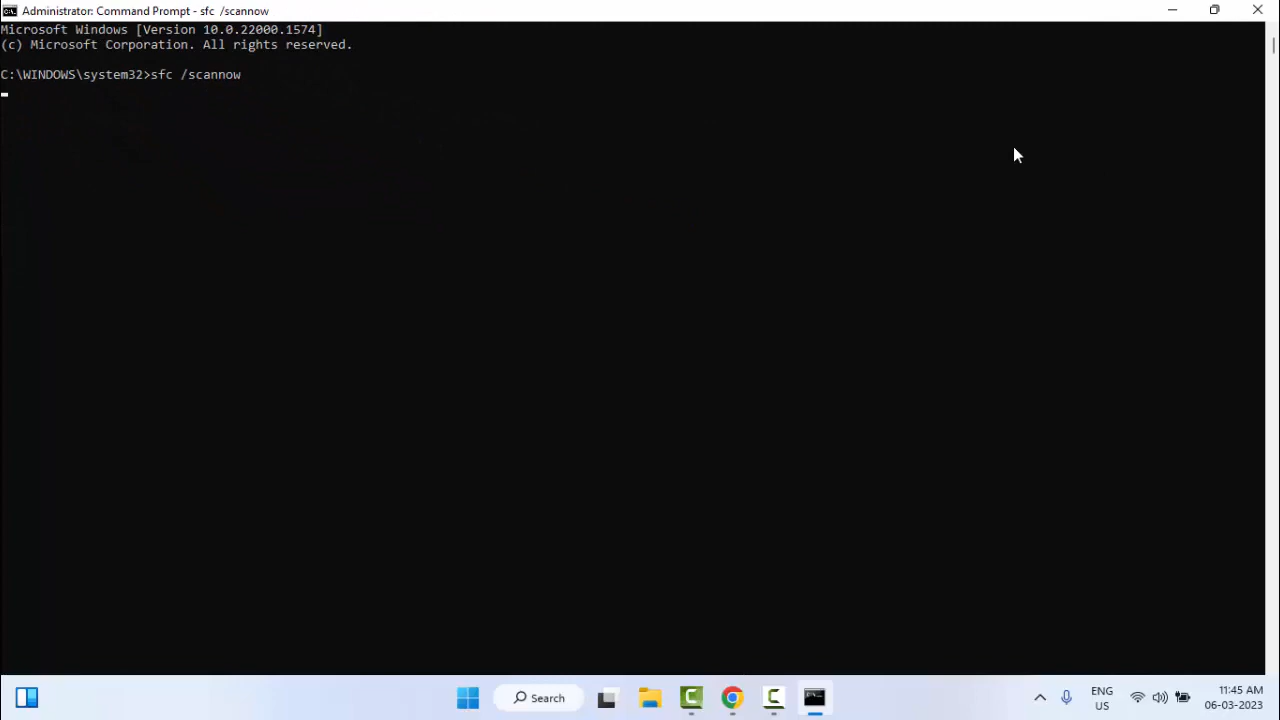 Administrator: Command Prompt - sfc  /scannow
Microsoft Windows [Version 10.0.22000.1574]
(c) Microsoft Corporation. All rights reserved.
C:\WINDOWS\system32>sfc /scannow
Search
ENG
US
11:45 AM
06-03-2023